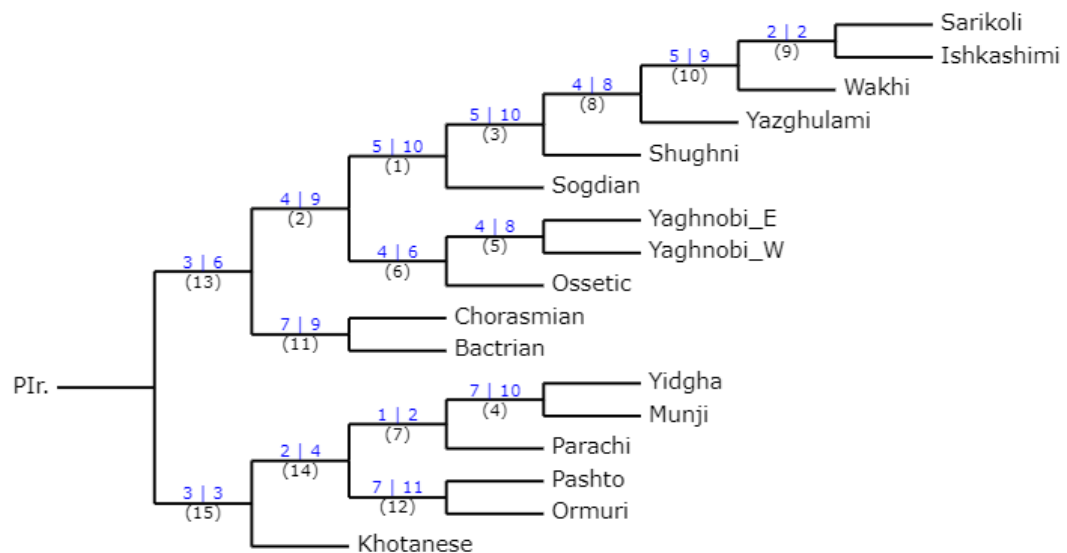 Sarikoli
2 | 2
(9)
Ishkashimi
5 | 9
(10)
Wakhi
4 | 8
(8)
Yazghulami
5 | 10
(3)
Shughni
5 | 10
(1)
Sogdian
4 | 9
(2)
Yaghnobi_E
4 | 8
(5)
Yaghnobi_W
4 | 6
(6)
Ossetic
3 | 6
(13)
Chorasmian
7 | 9
(11)
Bactrian
PIr.
Yidgha
7 | 10
(4)
Munji
1 | 2
(7)
Parachi
2 | 4
(14)
Pashto
7 | 11
(12)
Ormuri
3 | 3
(15)
Khotanese